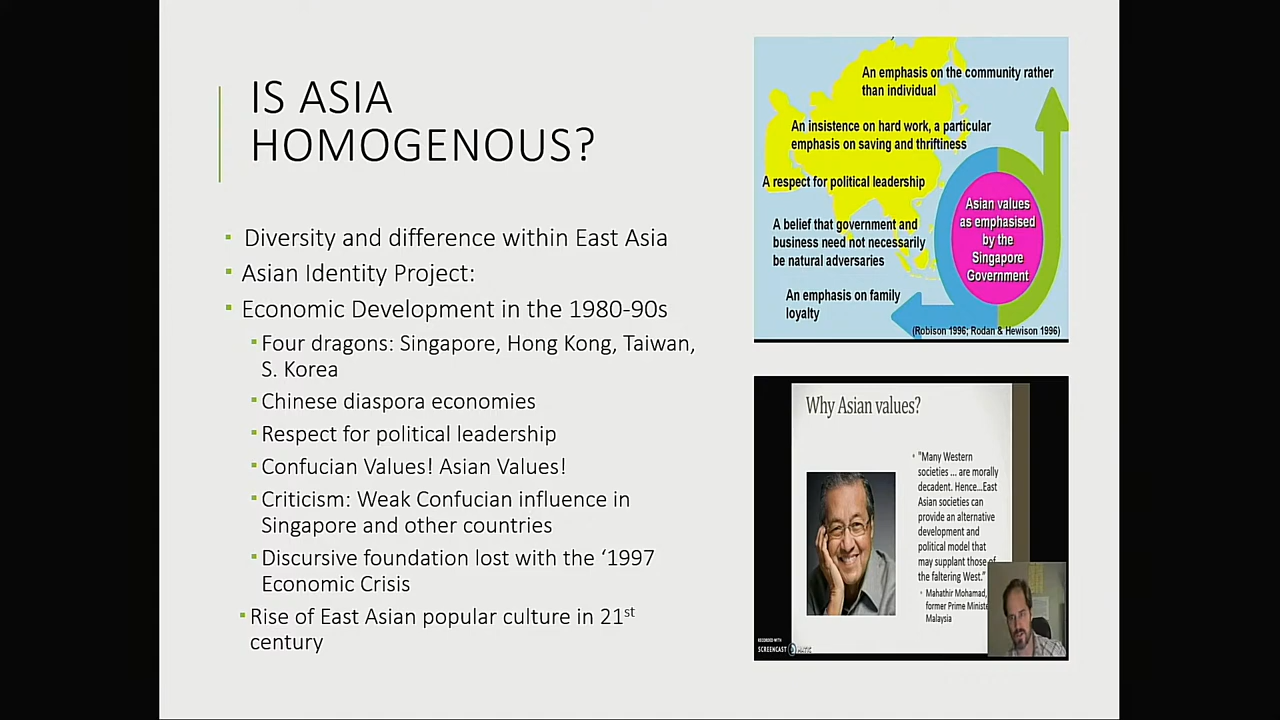 IS ASIA
HOMOGENOUS?
▪ Diversity and difference within East Asia
▪ Asian Identity Project:
▪ Economic Development in the 1980-90s
▪ Four dragons: Singapore, Hong Kong, Taiwan,
S. Korea
▪ Chinese diaspora economies
▪ Respect for political leadership
▪ Confucian Values! Asian Values!
▪ Criticism: Weak Confucian influence in
Singapore and other countries
▪ Discursive foundation lost with the ‘1997
Economic Crisis
▪ Rise of East Asian popular culture in 21st
century
An emphasis on the community rather
than individual
An insistence on hard work, a particular
emphasis on saving and thriftiness
A respect for political leadership
A belief that government and
business need not necessarily
be natural adversaries
An emphasis on family
loyalty
Asian values
as emphasised
by the
Singapore
Government
(Robison 1996; Rodan & Hewison 1996)
Why Asian values?
• "Many Western
societies ... are morally
decadent. Hence...East
Asian societies can
provide an alternative
development and
political model that
may supplant those of
the faltering West."
• Mahathir Mohamad,
former Prime Ministe
Malaysia
RECORDED WITH
SCREENCAST MATIC